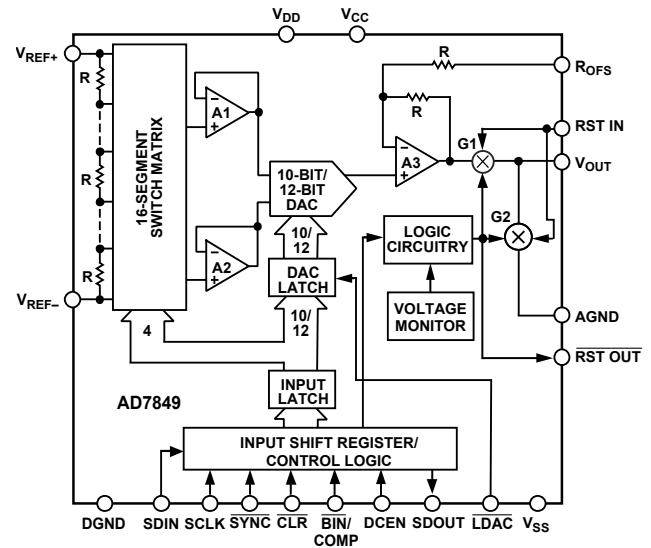 VDD
VCC
VREF+
R
R
R
VREF–
16-SEGMENT
SWITCH MATRIX
–
A1
+
–
A2
+
10-BIT/
12-BIT
DAC
10/
12
DAC
LATCH
10/
12
4
INPUT
LATCH
R
R
–
A3
+
G1
G2
LOGIC
CIRCUITRY
VOLTAGE
MONITOR
ROFS
RST IN
VOUT
AGND
RST OUT
AD7849
INPUT SHIFT REGISTER/
CONTROL LOGIC
DGND
SDIN
SCLK
SYNC
CLR
BIN/
COMP
DCEN
SDOUT
LDAC
VSS